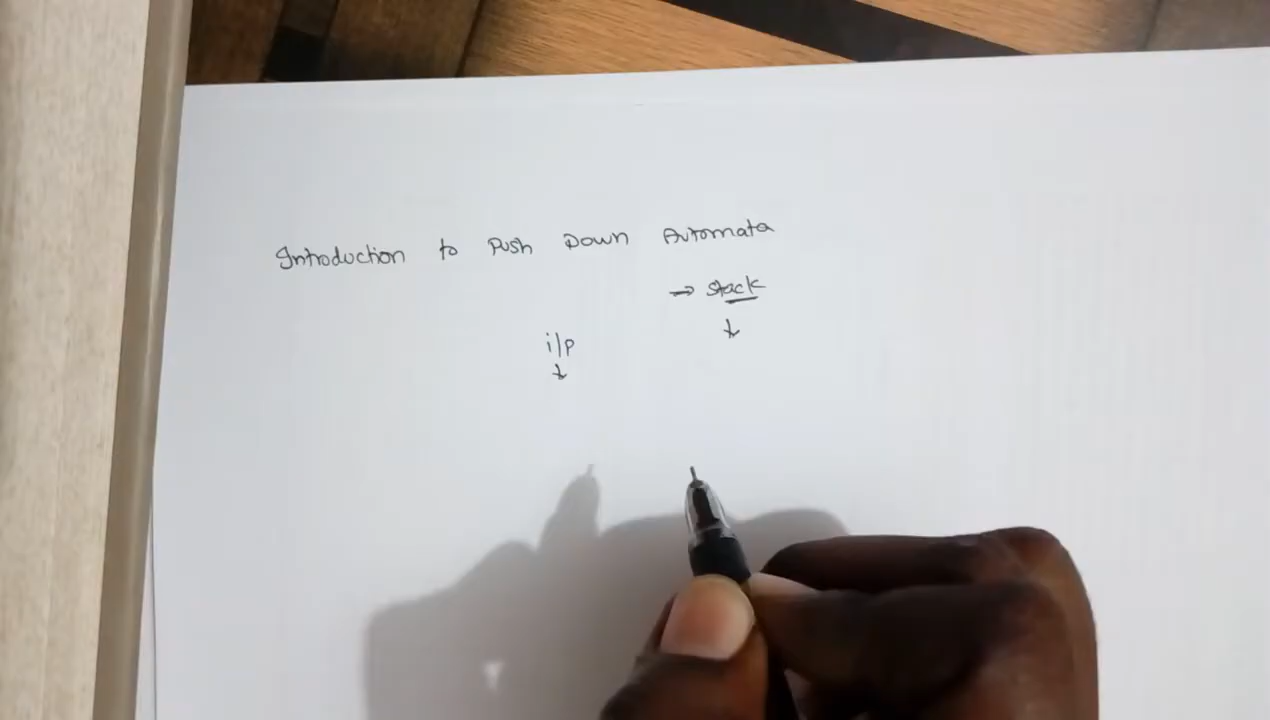 Introduction to Push Down Automata
→ Stack
↓
i/p
↓